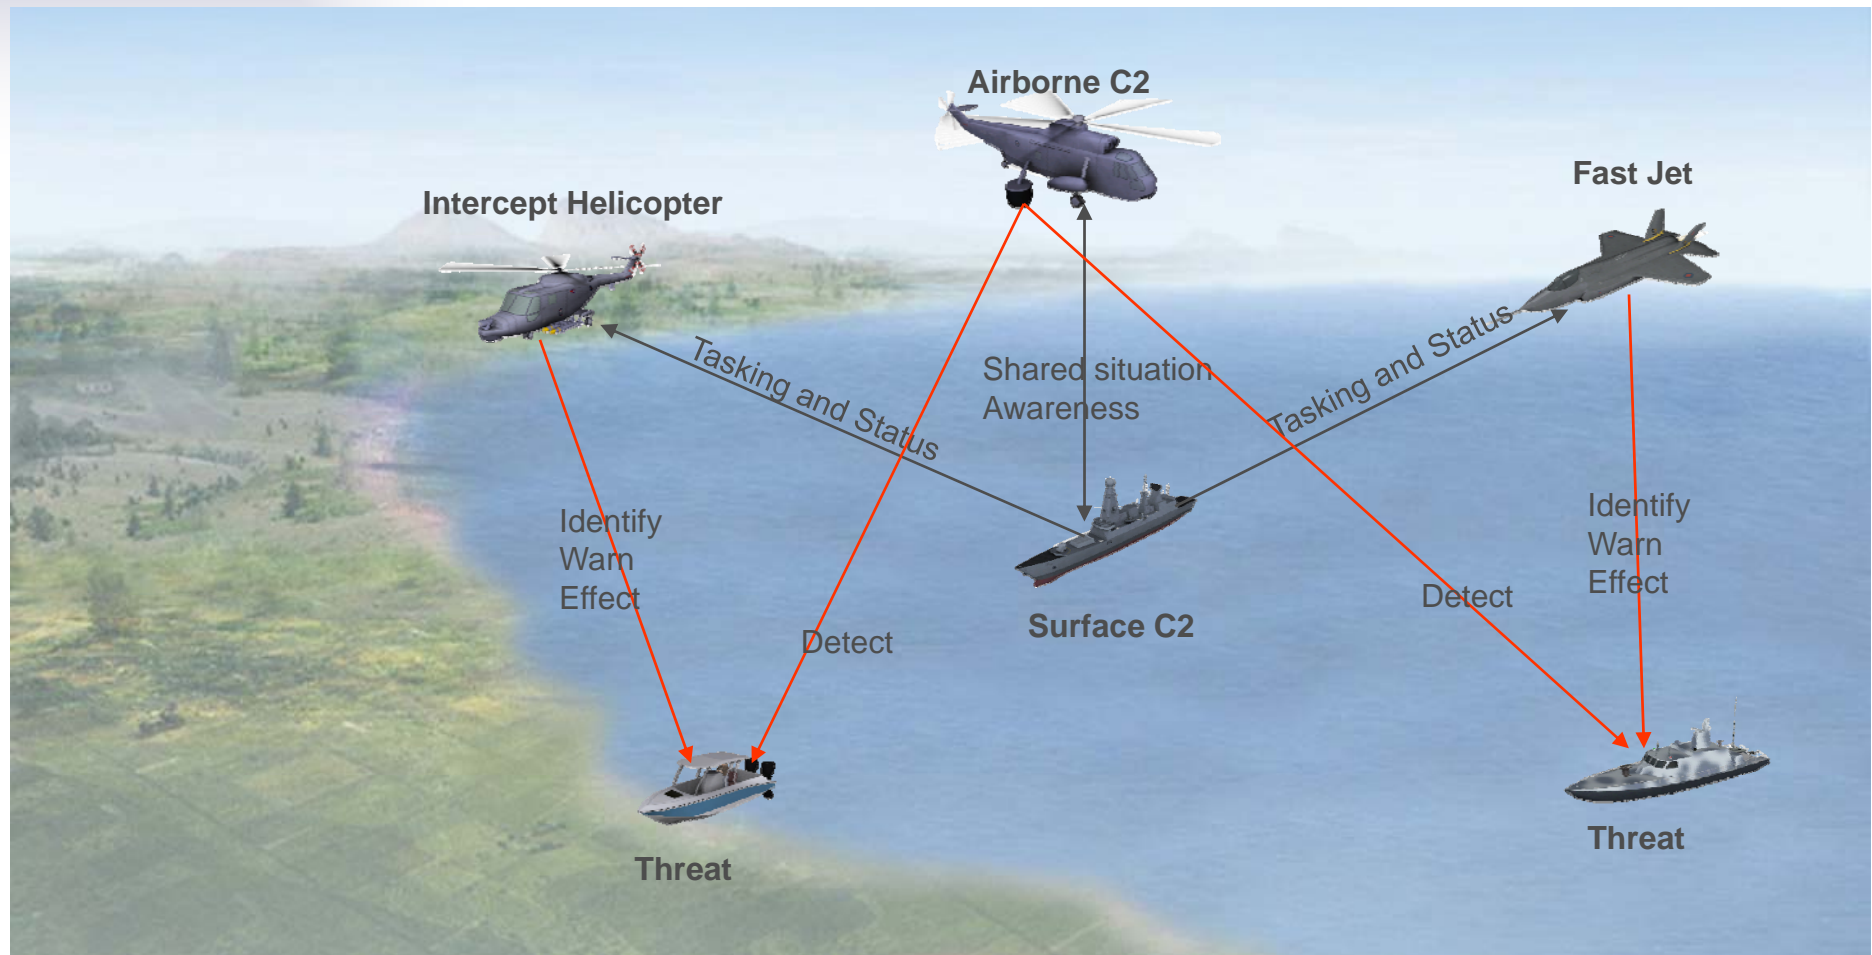 Airborne C2
Fast Jet
Intercept Helicopter
Tasking and Status
Shared situation
Awareness
Tasking and Status
Identify
Warn
Effect
Identify
Warn
Effect
Detect
Detect
Surface C2
Threat
Threat